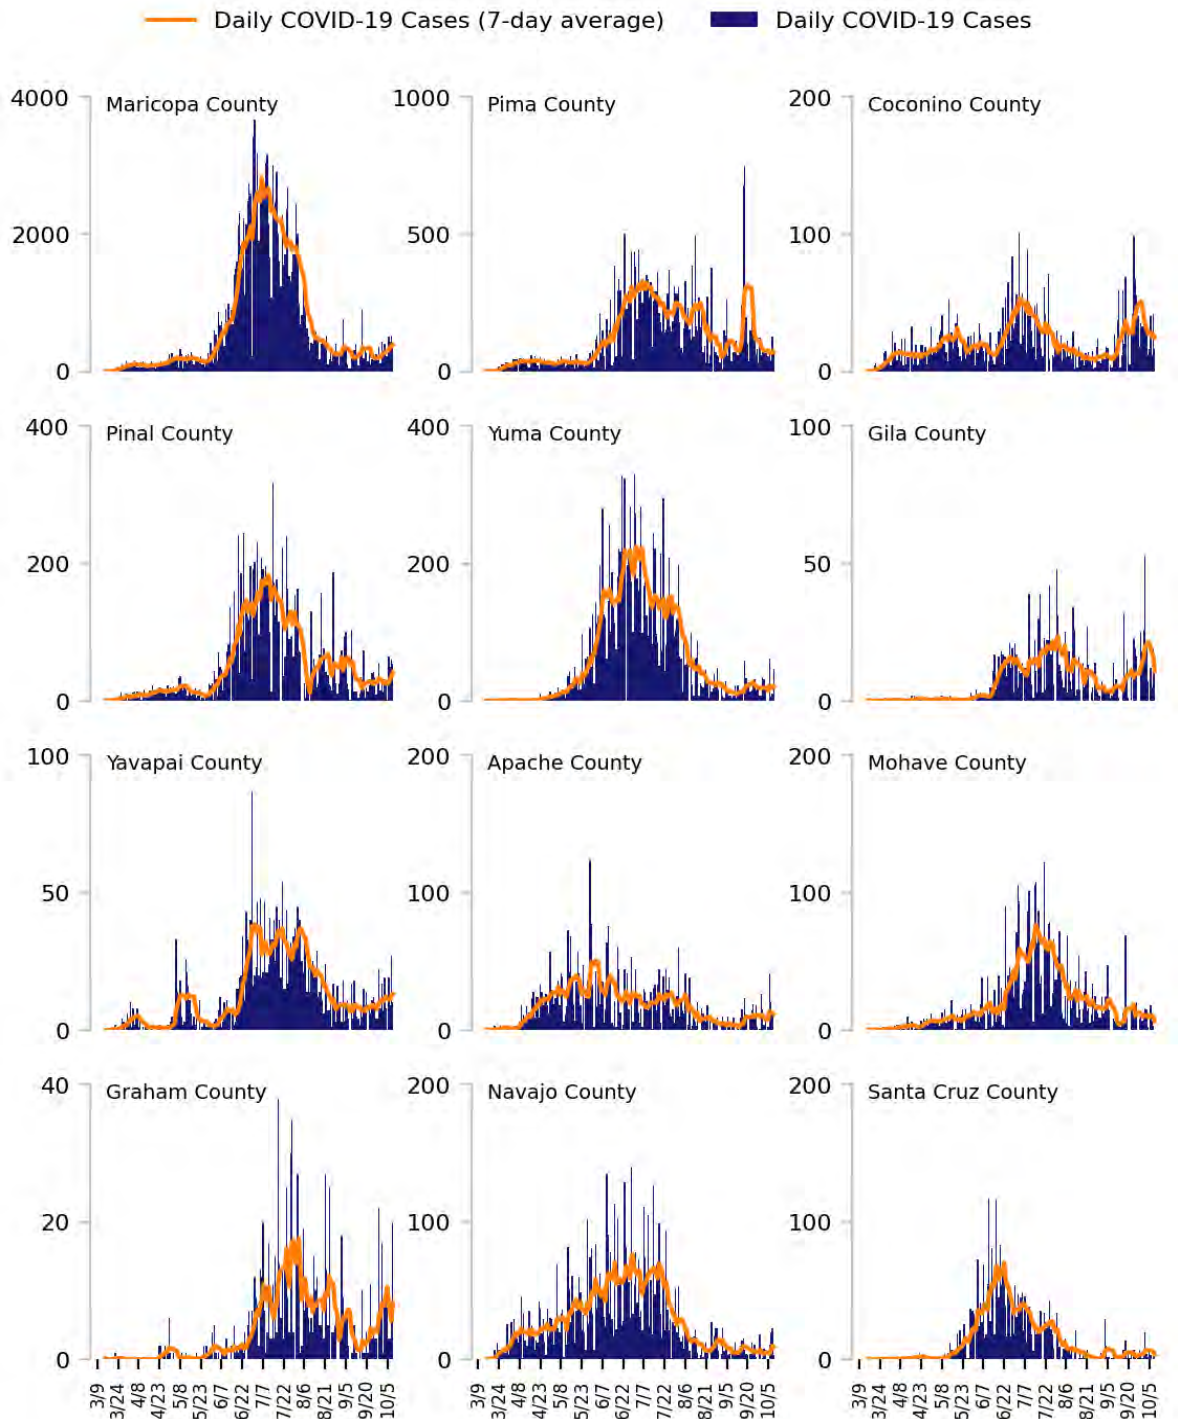 Daily COVID-19 Cases (7-day average) Daily COVID-19 Cases
4000 Maricopa County 1000 Pima County 200 Coconino County
2000 500 100
0 0 0
400 Pinal County 400 Yuma County 100 Gila County
200 200 50
0 0 0
100 Yavapai County 200 Apache County 200 Mohave County
50 100 100
0 0 0
40 Graham County 200 Navajo County 200 Santa Cruz County
20 100 100
0 0 0
3/9 3/24 4/8 4/23 5/8 5/23 6/7 6/22 7/7 7/22 8/6 8/21 9/5 9/20 10/5 3/9 3/24 4/8 4/23 5/8 5/23 6/7 6/22 7/7 7/22 8/6 8/21 9/5 9/20 10/5 3/9 3/24 4/8 4/23 5/8 5/23 6/7 6/22 7/7 7/22 8/6 8/21 9/5 9/20 10/5